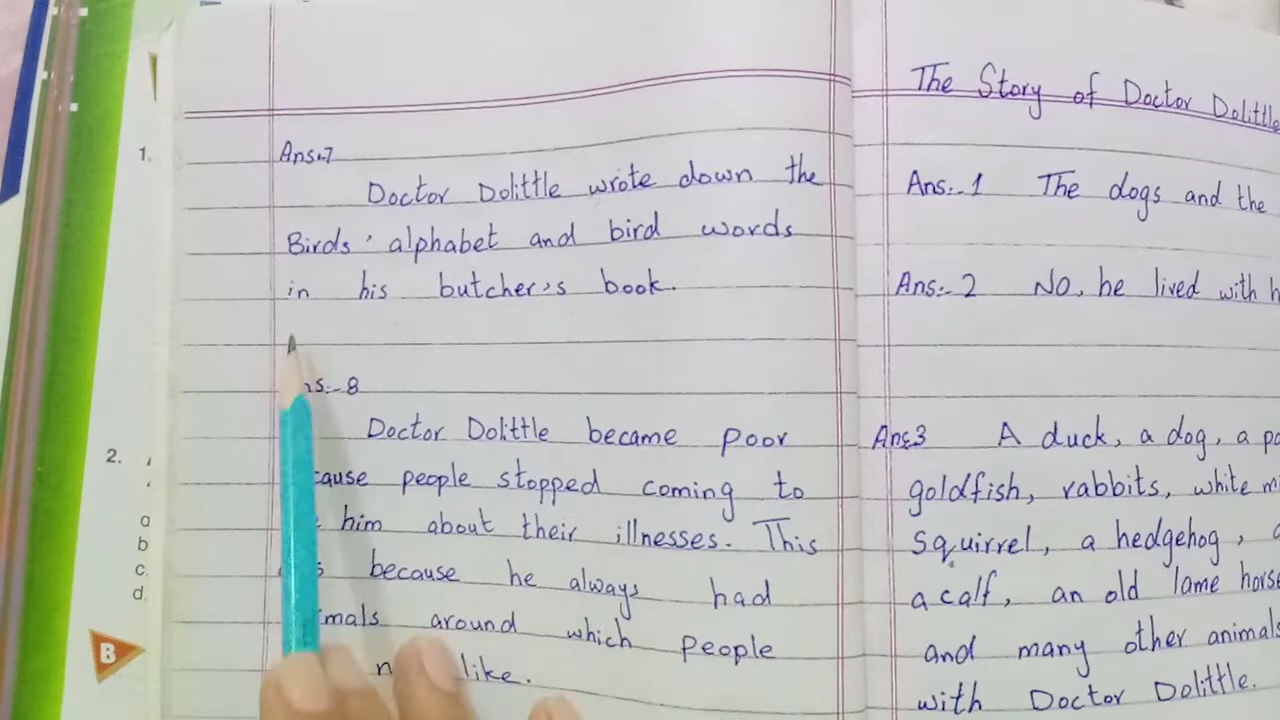 1.
2.
a
b
c.
d.
B
Ans:-7
Doctor Dolittle wrote down the
Birds' alphabet and bird words
in his butcher's book.
8
Doctor Dolittle became poor
people stopped coming to
him about their illnesses. This
because he always had
around which people
like.
The Story of Doctor Dolittle
Ans:-1 The dogs and the
Ans:-2 No, he lived with
Ans:3 A duck, a dog, a
goldfish, rabbits, white
squirrel, a hedgehog,
a calf, an old lame horse
and many other animals
with Doctor Dolittle.